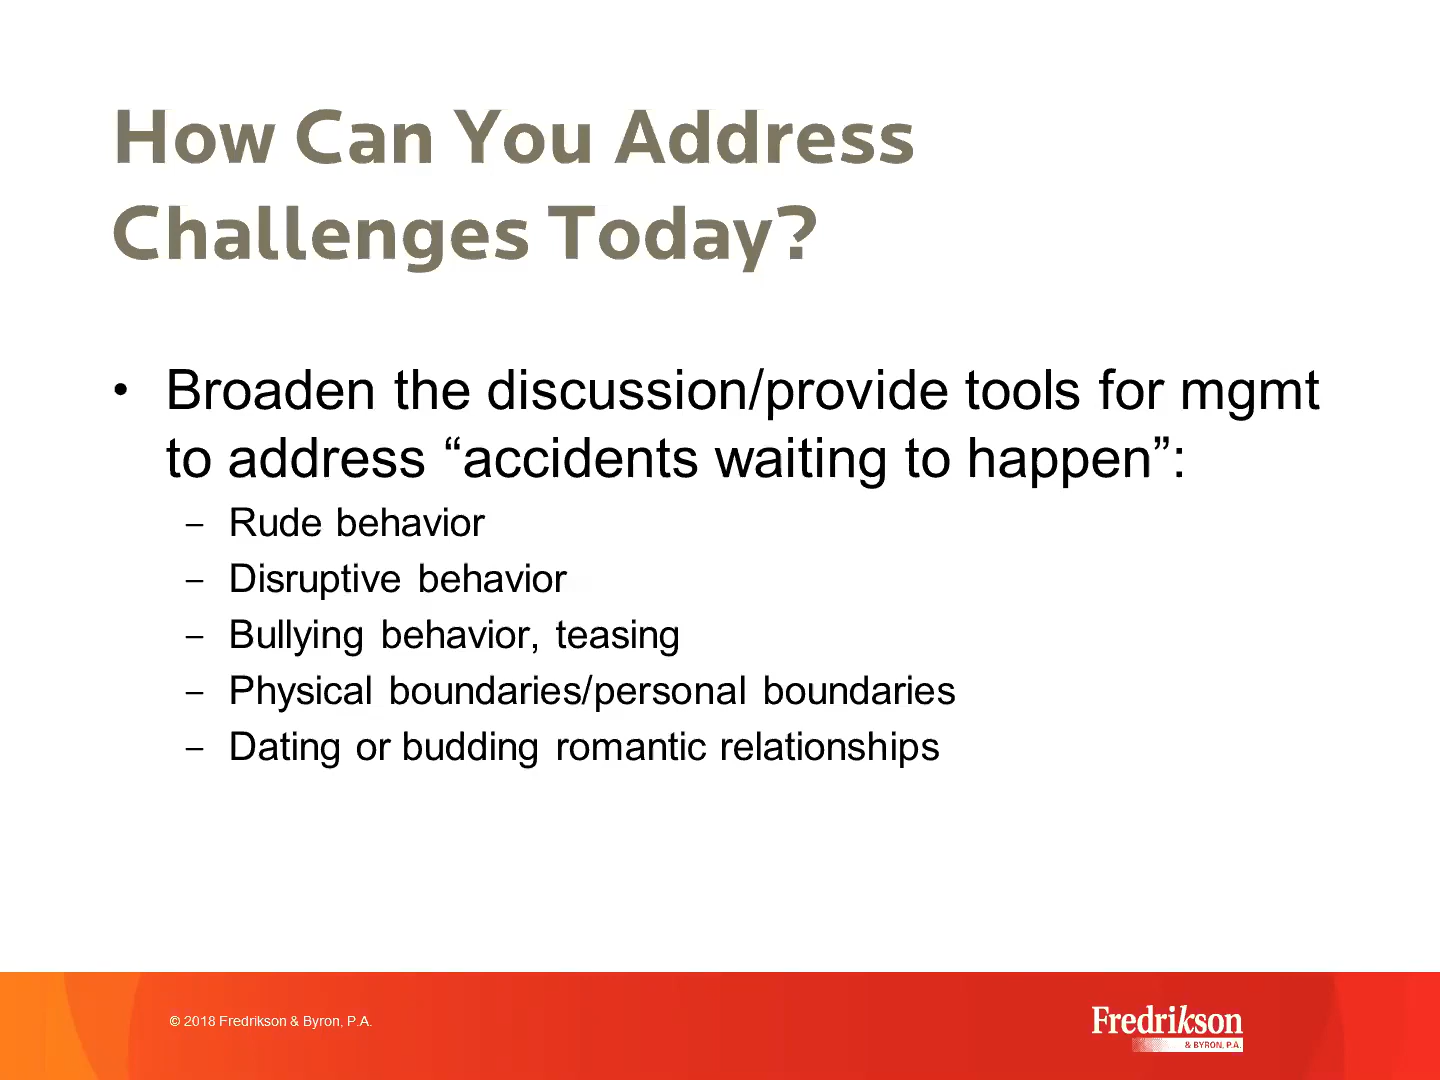 How Can You Address
Challenges Today?
• Broaden the discussion/provide tools for mgmt
to address “accidents waiting to happen”:
– Rude behavior
– Disruptive behavior
– Bullying behavior, teasing
– Physical boundaries/personal boundaries
– Dating or budding romantic relationships
© 2018 Fredrikson & Byron, P.A.
Fredrikson
& BYRON, P.A.